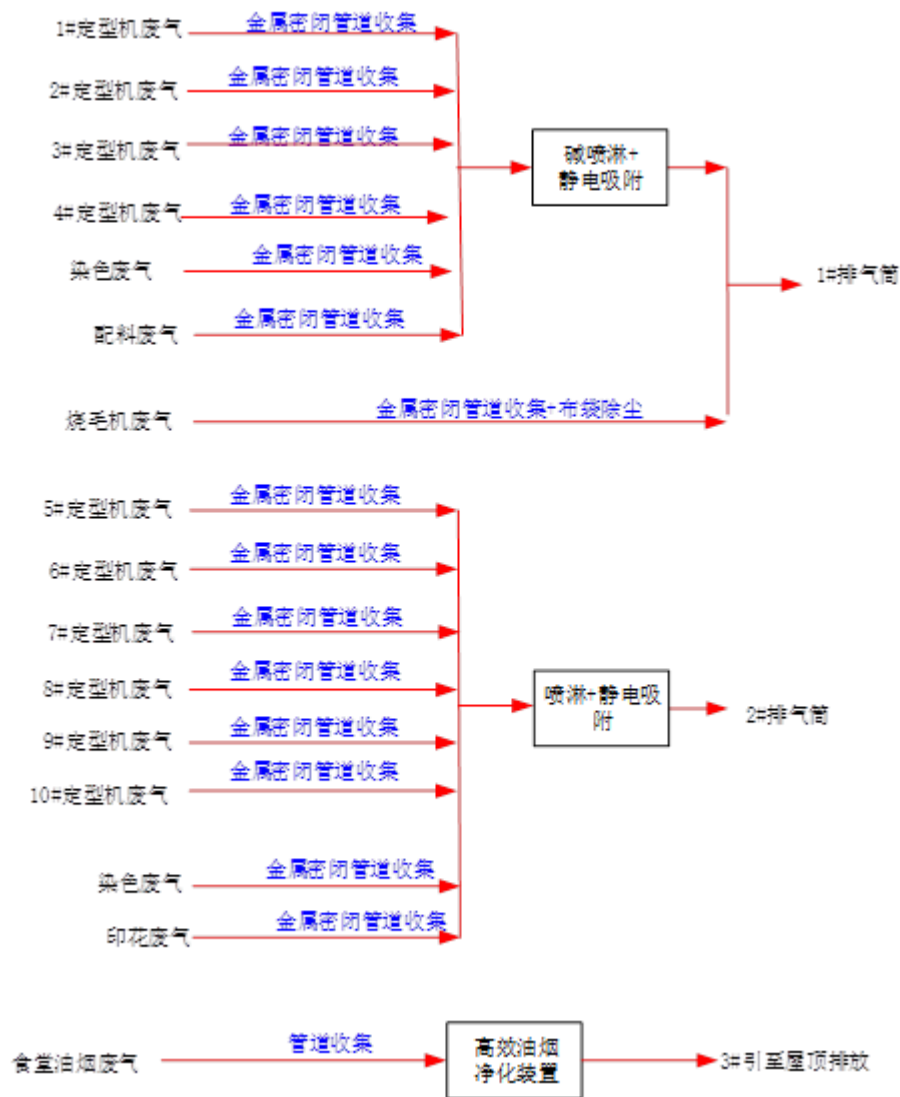 1#定型机废气
金属密闭管道收集
2#定型机废气
金属密闭管道收集
3#定型机废气
金属密闭管道收集
4#定型机废气
金属密闭管道收集
染色废气
金属密闭管道收集
配料废气
金属密闭管道收集
碱喷淋+
静电吸附
1#排气筒
烧毛机废气
金属密闭管道收集+布袋除尘
5#定型机废气
金属密闭管道收集
6#定型机废气
金属密闭管道收集
7#定型机废气
金属密闭管道收集
8#定型机废气
金属密闭管道收集
9#定型机废气
金属密闭管道收集
10#定型机废气
金属密闭管道收集
染色废气
金属密闭管道收集
印花废气
金属密闭管道收集
喷淋+静电吸
附
2#排气筒
食堂油烟废气
管道收集
高效油烟
净化装置
3#引至屋顶排放